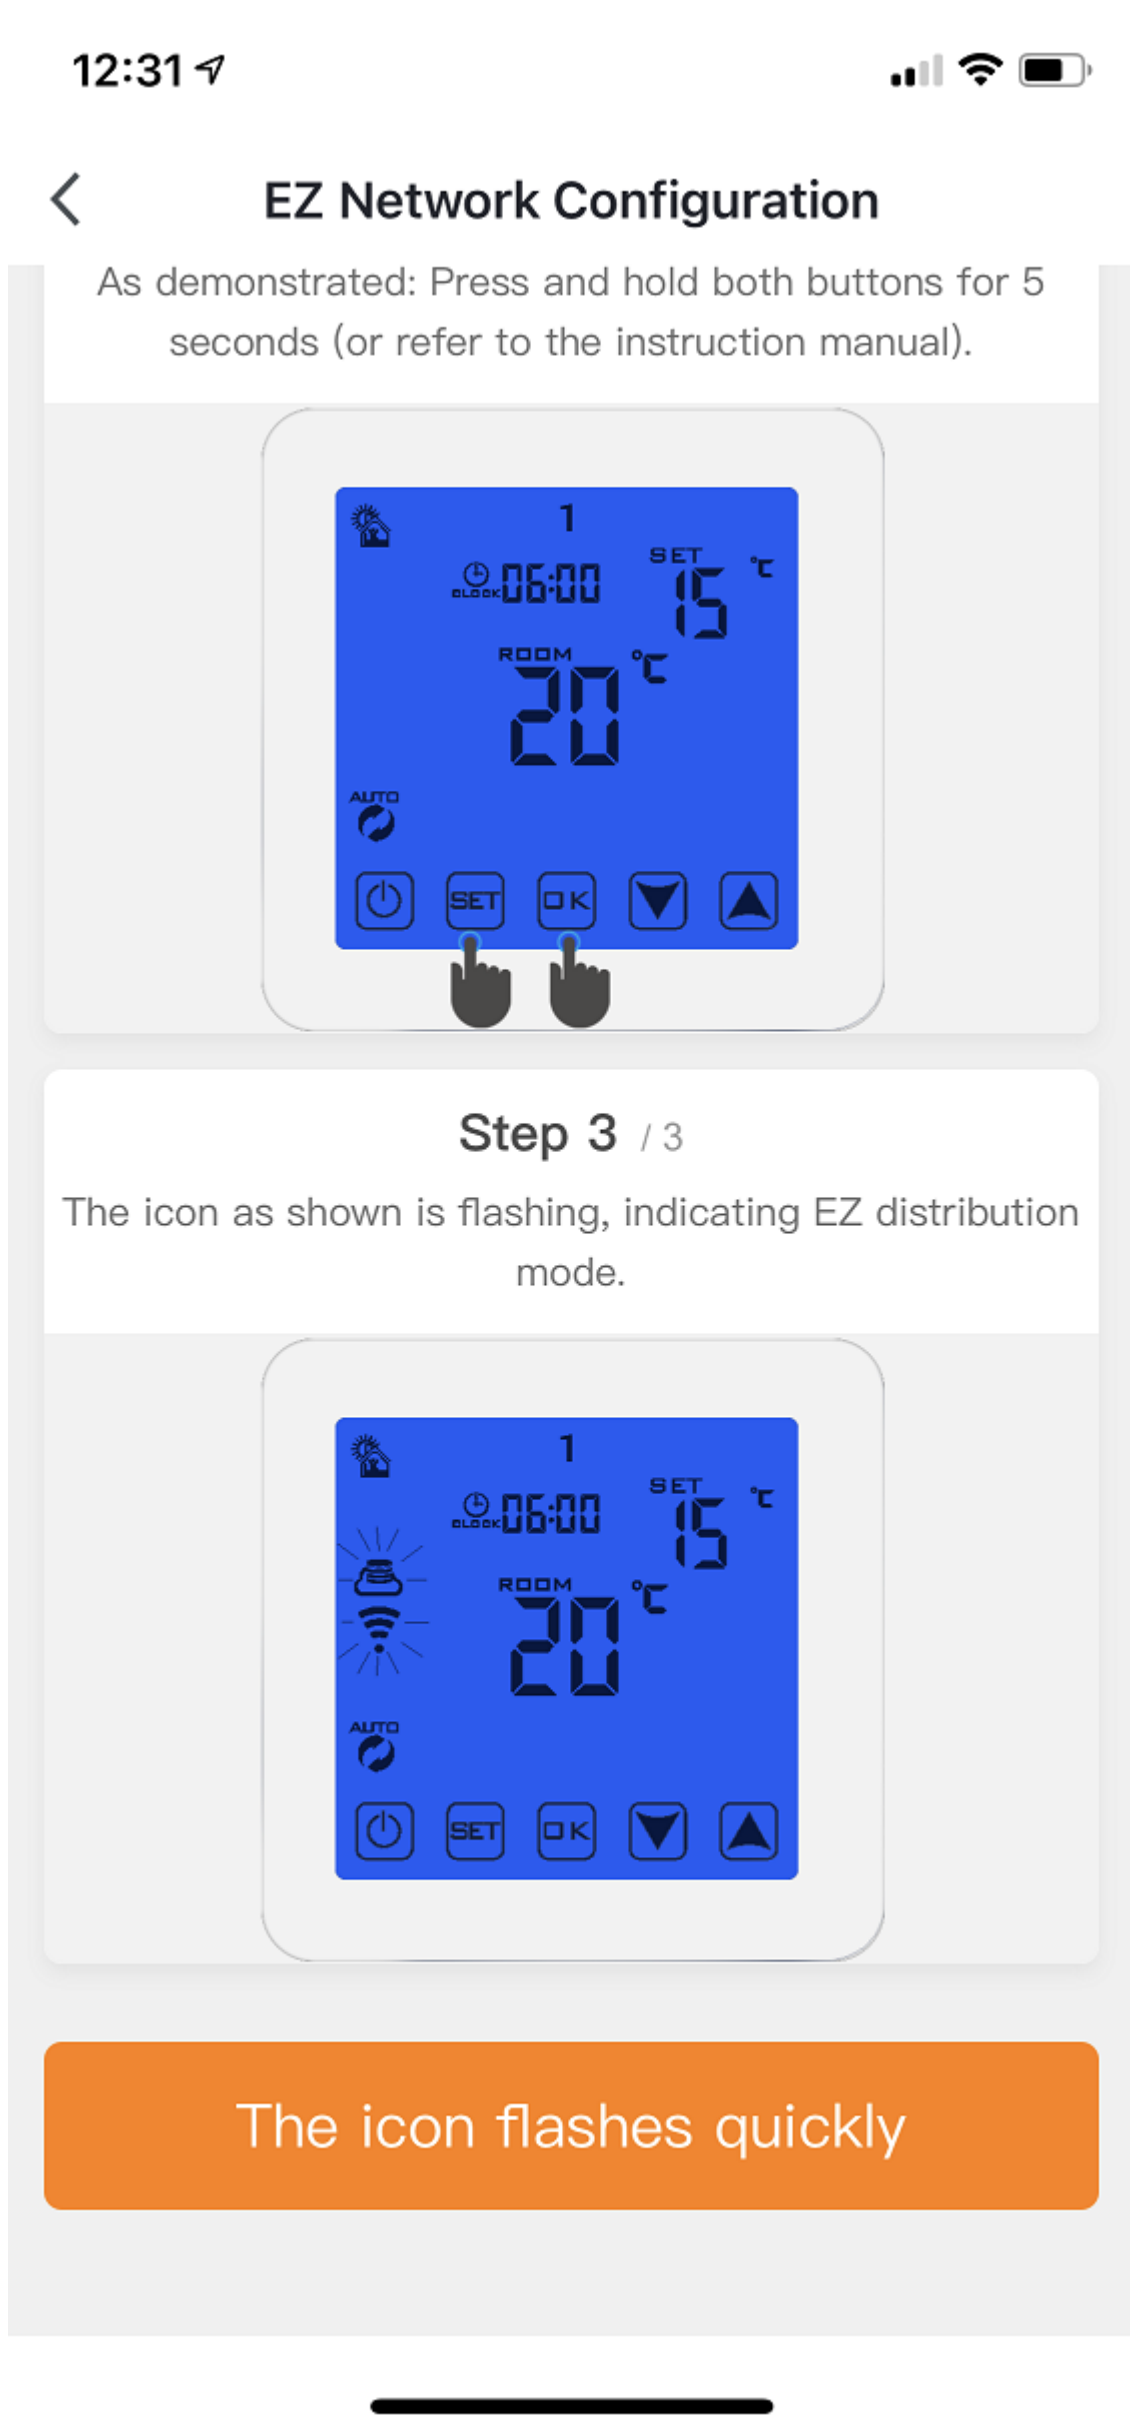 12:31
EZ Network Configuration
As demonstrated: Press and hold both buttons for 5
seconds (or refer to the instruction manual).
1
SET
CLOCK 06:00 15 °C
ROOM
20 °C
AUTO
SET OK
Step 3 / 3
The icon as shown is flashing, indicating EZ distribution
mode.
1
SET
CLOCK 06:00 15 °C
ROOM
20 °C
AUTO
SET OK
The icon flashes quickly